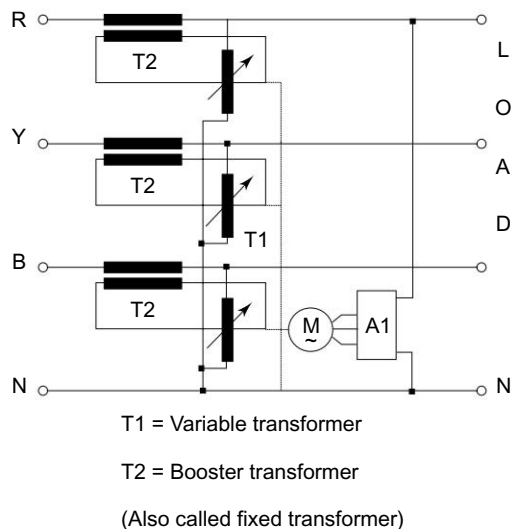 R
T2
L
O
Y
T2
A
T1
D
B
T2
M
~
A1
N
N
T1 = Variable transformer
T2 = Booster transformer
(Also called fixed transformer)